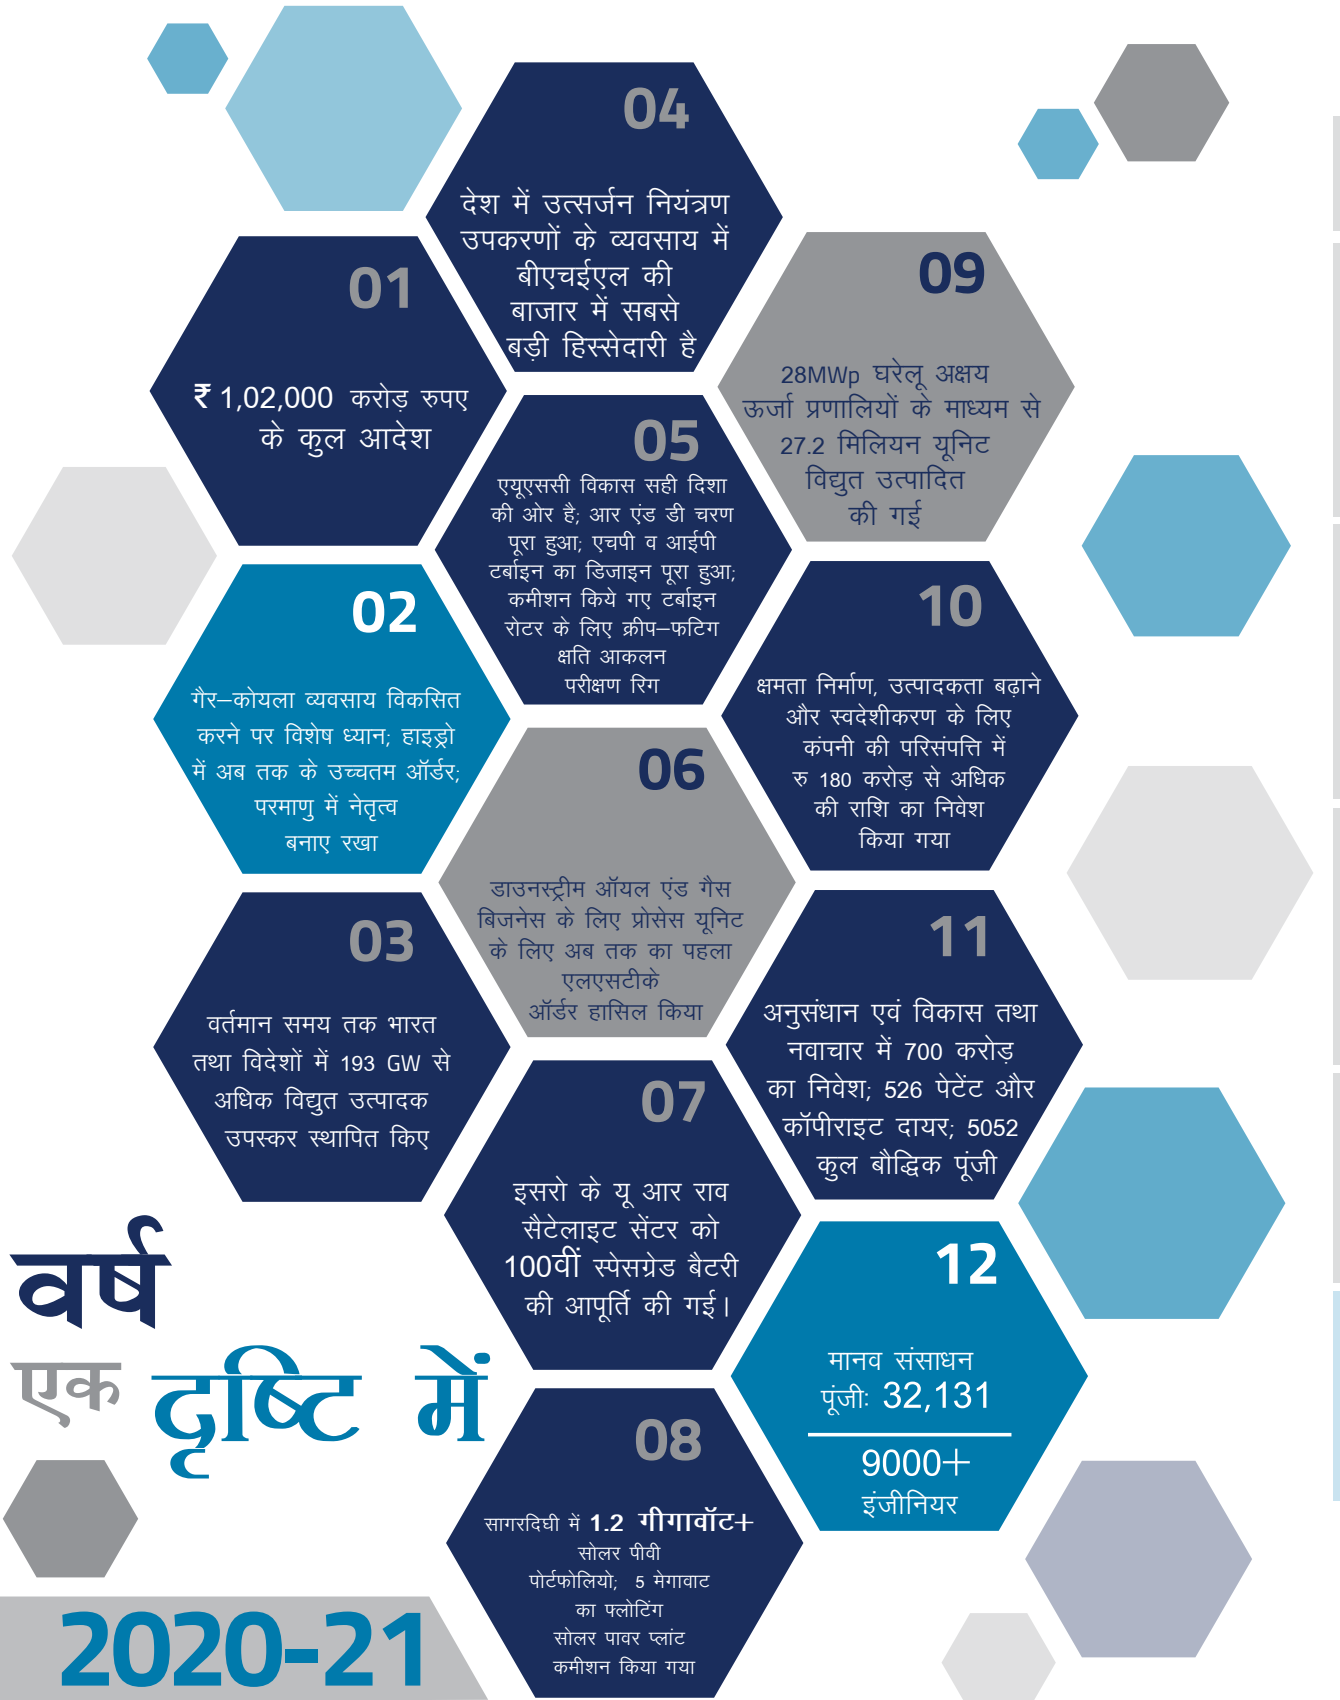 01
₹ 1,02,000 करोड़ रुपए
के कुल आदेश
02
गैर–कोयला व्यवसाय विकसित
करने पर विशेष ध्यान; हाइड्रो
में अब तक के उच्चतम ऑर्डर;
परमाणु में नेतृत्व
बनाए रखा
03
वर्तमान समय तक भारत
तथा विदेशों में 193 GW से
अधिक विद्युत उत्पादक
उपस्कर स्थापित किए
04
देश में उत्सर्जन नियंत्रण
उपकरणों के व्यवसाय में
बीएचईएल की
बाजार में सबसे
बड़ी हिस्सेदारी है
05
एयूएससी विकास सही दिशा
की ओर है; आर एंड डी चरण
पूरा हुआ; एचपी व आईपी
टर्बाइन का डिजाइन पूरा हुआ;
कमीशन किये गए टर्बाइन
रोटर के लिए क्रीप–फटिग
क्षति आकलन
परीक्षण रिग
06
डाउनस्ट्रीम ऑयल एंड गैस
बिजनेस के लिए प्रोसेस यूनिट
के लिए अब तक का पहला
एलएसटीके
ऑर्डर हासिल किया
07
इसरो के यू आर राव
सैटेलाइट सेंटर को
100वीं स्पेसग्रेड बैटरी
की आपूर्ति की गई।
08
सागरदिघी में 1.2 गीगावॉट+
सोलर पीवी
पोर्टफोलियो; 5 मेगावाट
का फ्लोटिंग
सोलर पावर प्लांट
कमीशन किया गया
09
28MWp घरेलू अक्षय
ऊर्जा प्रणालियों के माध्यम से
27.2 मिलियन यूनिट
विद्युत उत्पादित
की गई
10
क्षमता निर्माण, उत्पादकता बढ़ाने
और स्वदेशीकरण के लिए
कंपनी की परिसंपत्ति में
रु 180 करोड़ से अधिक
की राशि का निवेश
किया गया
11
अनुसंधान एवं विकास तथा
नवाचार में 700 करोड़
का निवेश; 526 पेटेंट और
कॉपीराइट दायर; 5052
कुल बौद्धिक पूंजी
12
मानव संसाधन
पूंजीः 32,131
9000+
इंजीनियर
वर्ष
एक दृष्टि में
2020-21